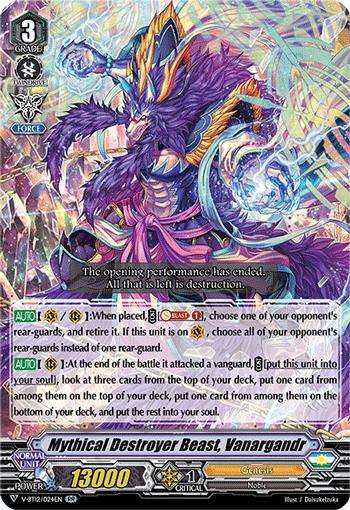 3
GRADE
TWINDRIVE
FORCE
The opening performance has ended.
All that is left is destruction.
AUTO [ / ]:When placed, [BLAST 1], choose one of your opponent's
rear-guards, and retire it. If this unit is on , choose all of your opponent's
rear-guards instead of one rear-guard.
AUTO [ ]:At the end of the battle it attacked a vanguard, [put this unit into
your soul], look at three cards from the top of your deck, put one card from
among them on the top of your deck, put one card from among them on the
bottom of your deck, and put the rest into your soul.
NORMAL
UNIT
Mythical Destroyer Beast, Vanargandr
POWER
13000
1
CRITICAL
Genesis
Noble
V-BT12/024EN RR
Illust / DaisukeIzuka